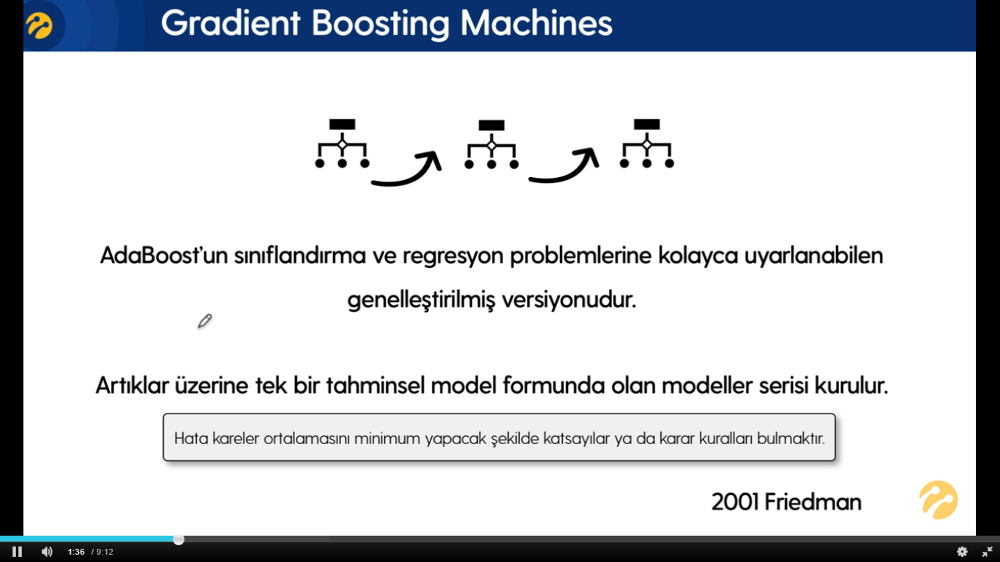 Gradient Boosting Machines
AdaBoost'un sınıflandırma ve regresyon problemlerine kolayca uyarlanabilen
genelleştirilmiş versiyonudur.
Artıklar üzerine tek bir tahminsel model formunda olan modeller serisi kurulur.
Hata kareler ortalamasını minimum yapacak şekilde katsayılar ya da karar kuralları bulmaktır.
2001 Friedman
1:36 / 9:12